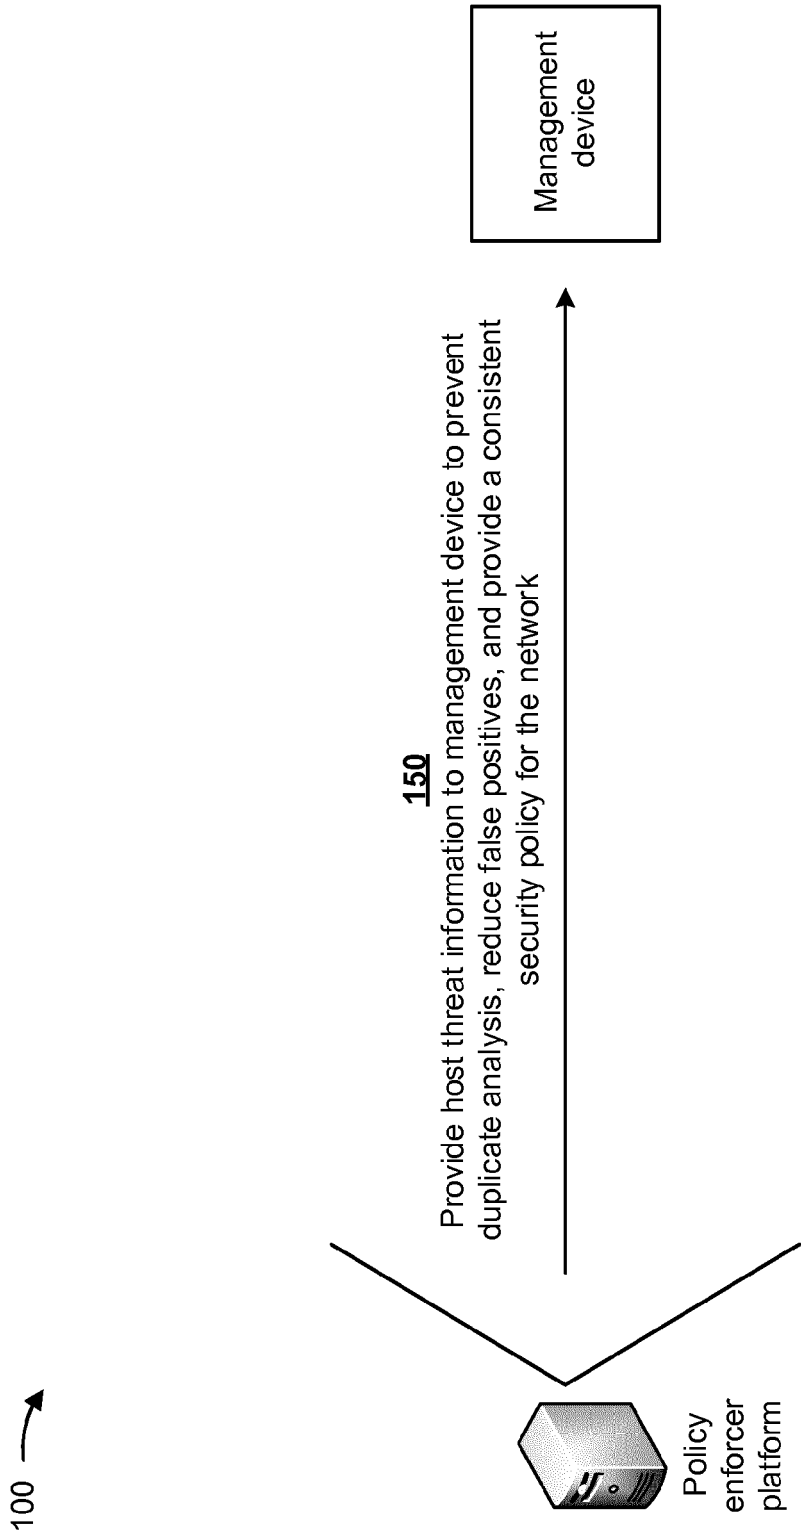 100
150
Provide host threat information to management device to prevent
duplicate analysis, reduce false positives, and provide a consistent
security policy for the network
Policy
enforcer
platform
Management
device